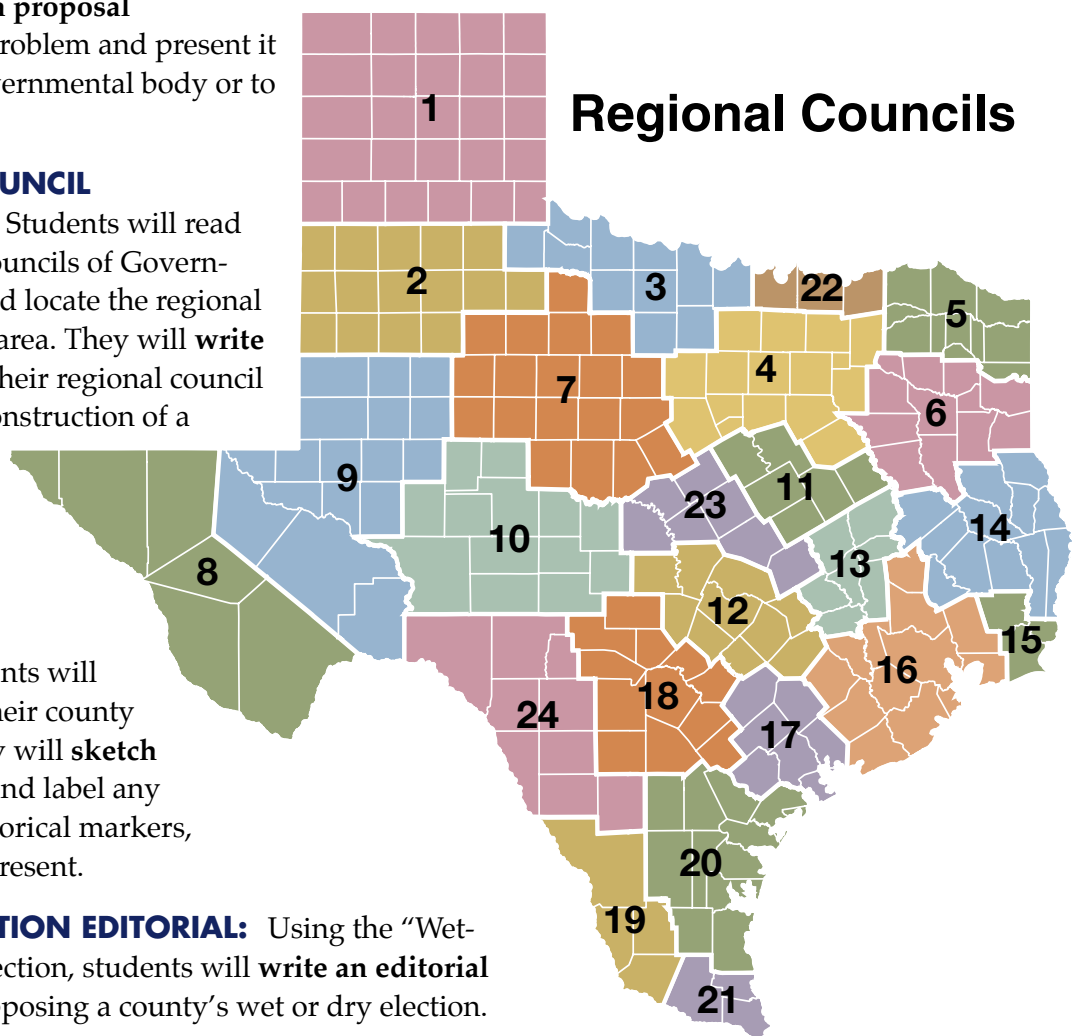 n proposal
roblem and present it
vernmental body or to
UNCIL
Students will read
ouncils of Govern-
d locate the regional
area. They will write
heir regional council
onstruction of a
ents will
heir county
y will sketch
nd label any
torical markers,
resent.
TION EDITORIAL: Using the “Wet-
ection, students will write an editorial
pposing a county’s wet or dry election.
Regional Councils
1
2
3
22
5
4
7
6
9
23
11
14
10
13
8
12
15
16
18
24
17
20
19
21